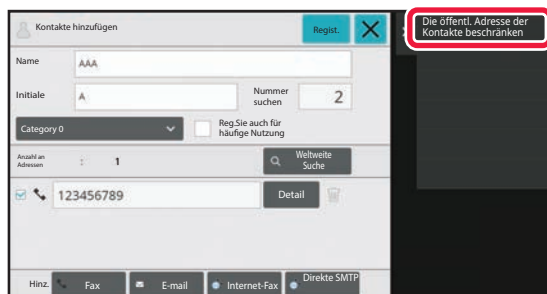 Kontakte hinzufügen
Regist.
Die öffentl. Adresse der
Kontakte beschränken
Name
AAA
Initiale
A
Nummer
suchen
2
Category 0
Reg.Sie auch für
häufige Nutzung
Anzahl an
Adressen
:
1
Weltweite
Suche
123456789
Detail
Hinz.
Fax
E-mail
Internet-Fax
Direkte SMTP